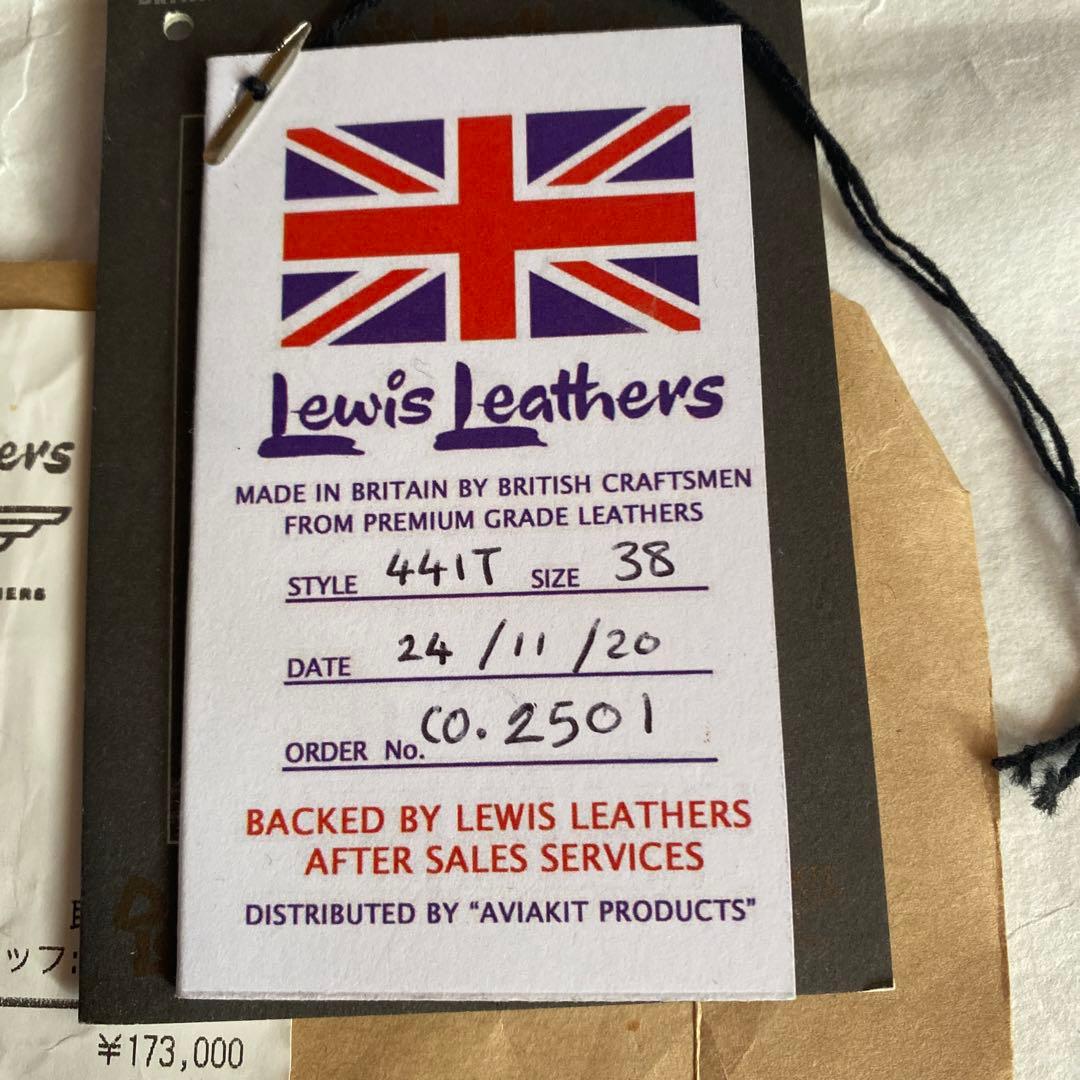 Lewis Leathers
MADE IN BRITAIN BY BRITISH CRAFTSMEN
FROM PREMIUM GRADE LEATHERS
STYLE 441T SIZE 38
DATE 24/11/20
ORDER No. CO. 2501
BACKED BY LEWIS LEATHERS
AFTER SALES SERVICES
DISTRIBUTED BY “AVIAKIT PRODUCTS”
ers
ップ:
¥173,000